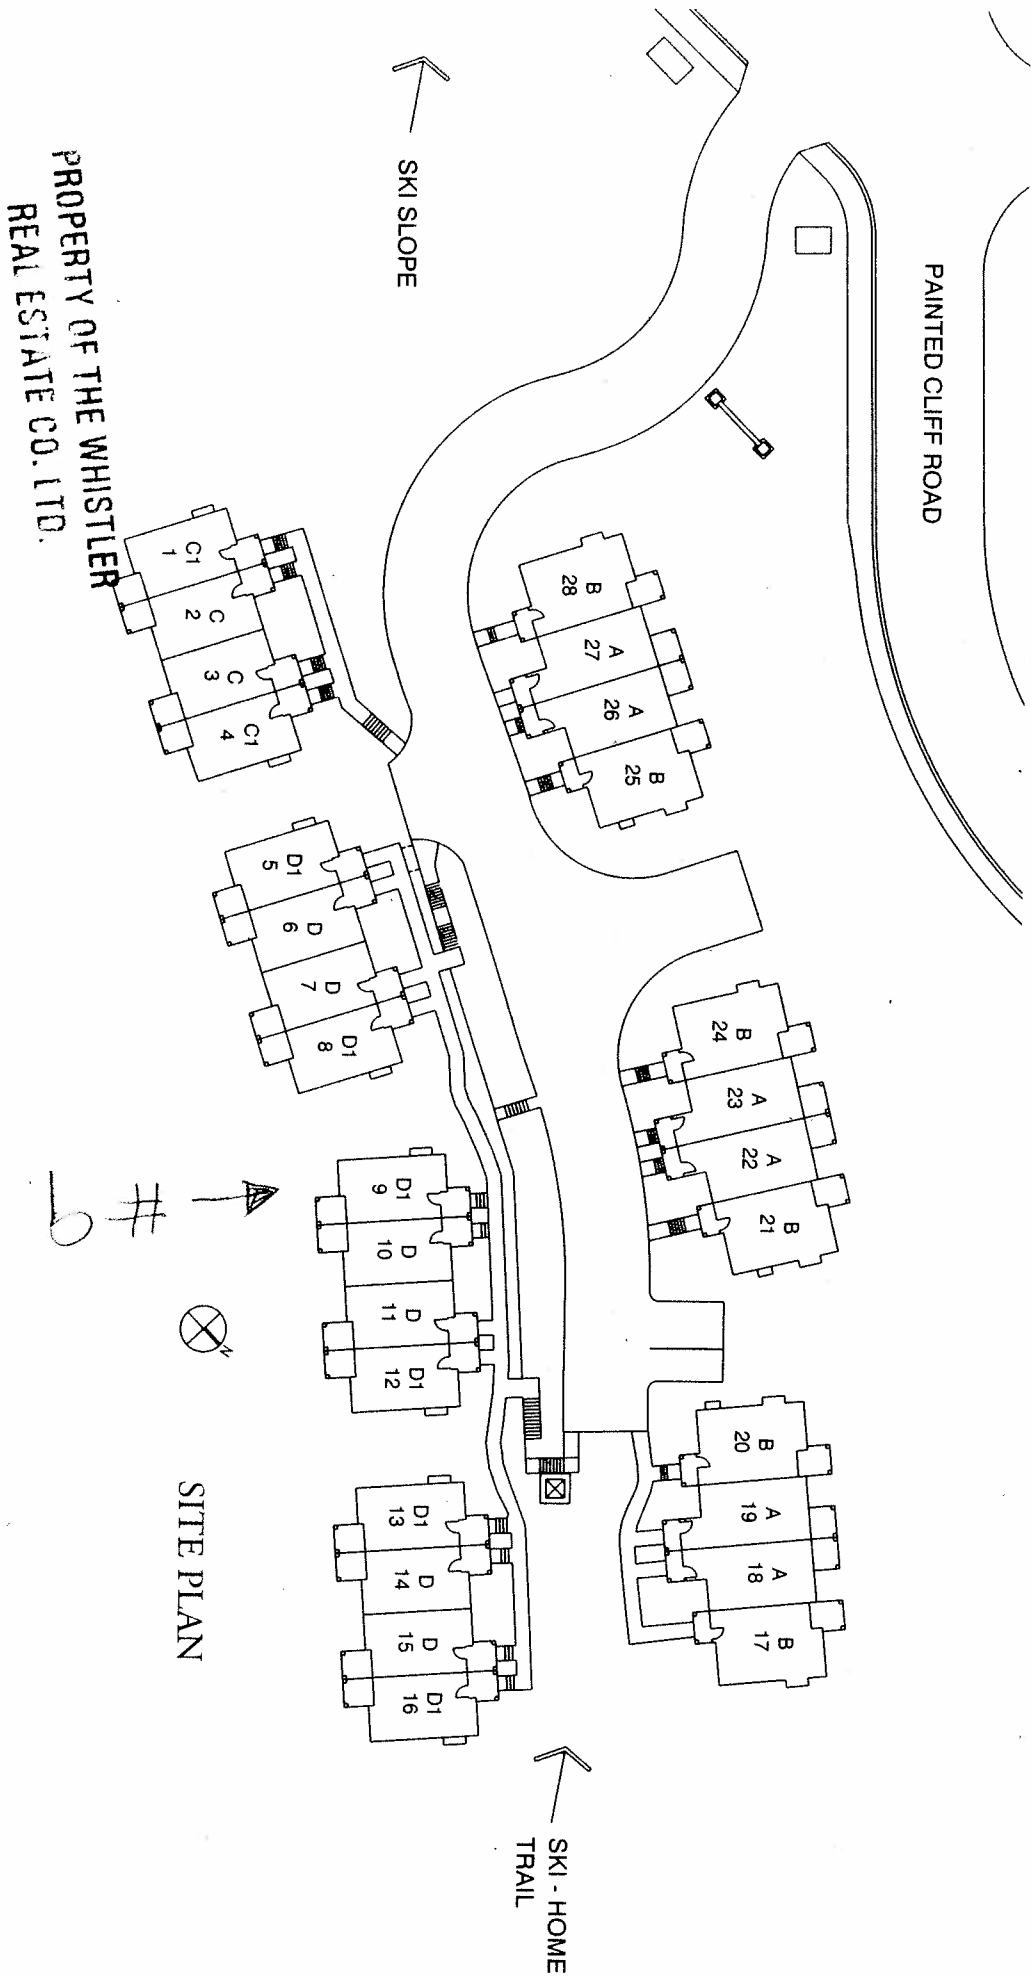 PAINTED CLIFF ROAD
SKI SLOPE
B
28
A
27
A
26
B
25
B
24
A
23
A
22
B
21
B
20
A
19
A
18
B
17
C1
1
C
2
C
3
C1
4
D1
5
D
6
D
7
D1
8
D1
9
D
10
D
11
D1
12
D1
13
D
14
D
15
D1
16
SKI - HOME
TRAIL
# 9
N
SITE PLAN
PROPERTY OF THE WHISTLER
REAL ESTATE CO. LTD.